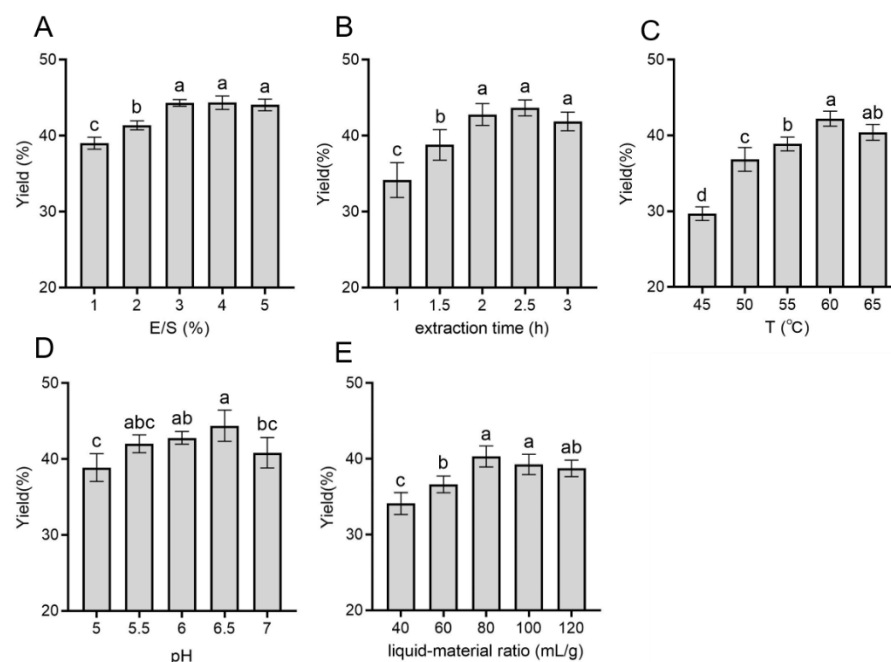 A
Yield (%)
50
40
30
20
c
b
a
a
a
1
2
3
4
5
E/S (%)
B
Yield(%)
50
40
30
20
c
b
a
a
a
1
1.5
2
2.5
3
extraction time (h)
C
Yield(%)
50
40
30
20
d
c
b
a
ab
45
50
55
60
65
T (°C)
D
Yield(%)
50
40
30
20
c
abc
ab
a
bc
5
5.5
6
6.5
7
pH
E
Yield(%)
50
40
30
20
c
b
a
a
ab
40
60
80
100
120
liquid-material ratio (mL/g)